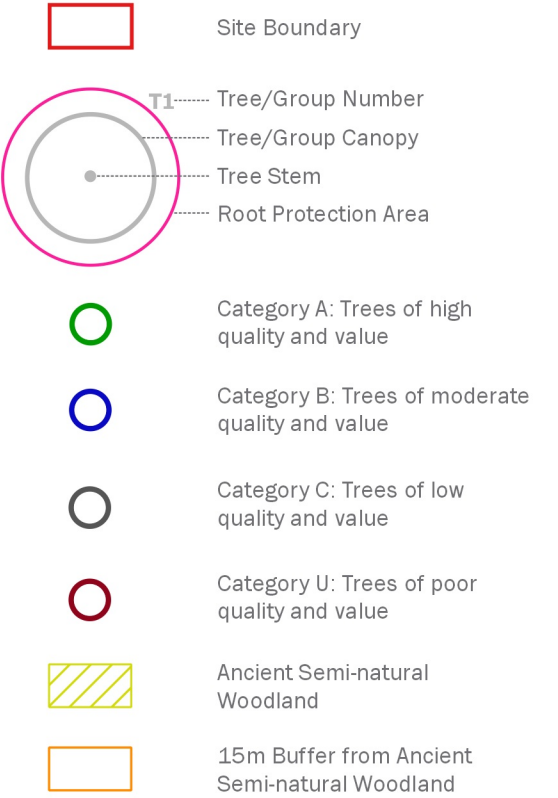 Site Boundary
T1
Tree/Group Number
Tree/Group Canopy
Tree Stem
Root Protection Area
Category A: Trees of high
quality and value
Category B: Trees of moderate
quality and value
Category C: Trees of low
quality and value
Category U: Trees of poor
quality and value
Ancient Semi-natural
Woodland
15m Buffer from Ancient
Semi-natural Woodland